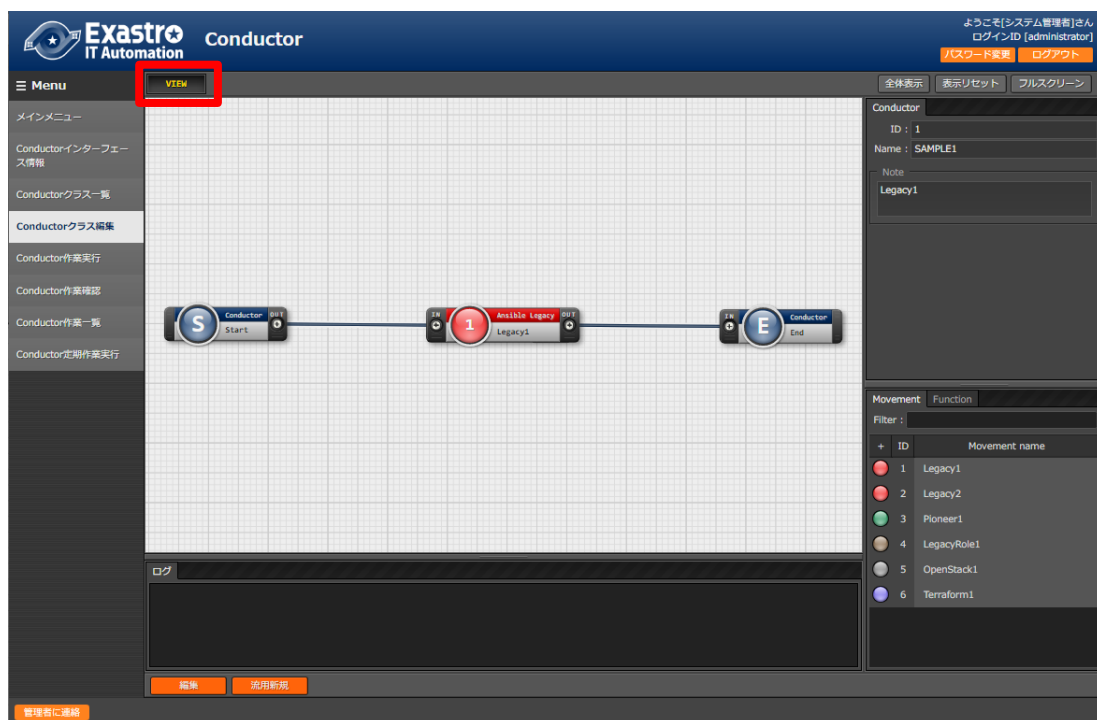 Exastro
IT Automation
Conductor
ようこそ[システム管理者]さん
ログインID [administrator]
パスワード変更 ログアウト
☰ Menu
VIEW
全体表示 表示リセット フルスクリーン
メインメニュー
Conductorインターフェー
ス情報
Conductorクラス一覧
Conductorクラス編集
Conductor作業実行
Conductor作業確認
Conductor作業一覧
Conductor定期作業実行
S
Conductor
Start
OUT
IN
1
Ansible Legacy
Legacy1
OUT
IN
E
Conductor
End
Conductor
ID : 1
Name : SAMPLE1
Note
Legacy1
Movement Function
Filter :
+ ID Movement name
1 Legacy1
2 Legacy2
3 Pioneer1
4 LegacyRole1
5 OpenStack1
6 Terraform1
ログ
編集 流用新規
管理者に連絡